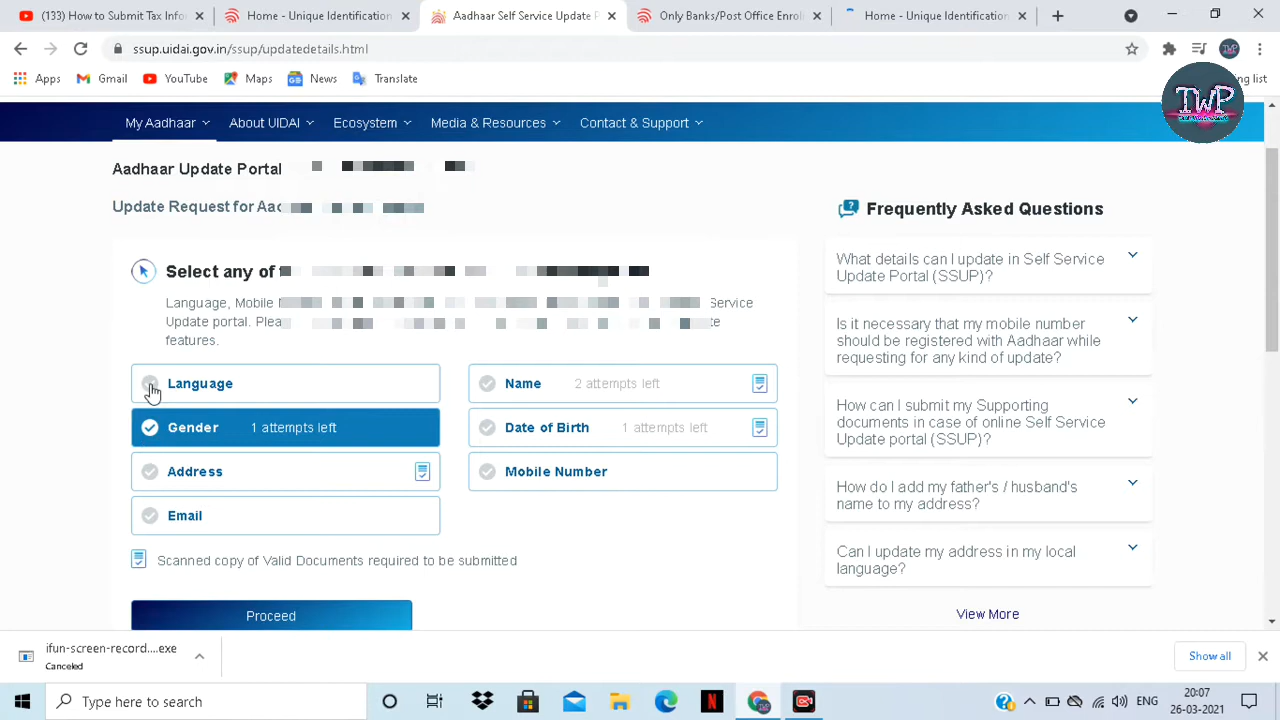 (133) How to Submit Tax Info
Home - Unique Identification
Aadhaar Self Service Update P
Only Banks/Post Office Enroll
Home - Unique Identification
ssup.uidai.gov.in/ssup/updatedetails.html
Apps
Gmail
YouTube
Maps
News
Translate
ng list
TWP
My Aadhaar
About UIDAI
Ecosystem
Media & Resources
Contact & Support
Aadhaar Update Portal
Update Request for Aad
Select any of
Language, Mobile
Service
Update portal.
features.
Language
Name 2 attempts left
Gender 1 attempts left
Date of Birth 1 attempts left
Address
Mobile Number
Email
Scanned copy of Valid Documents required to be submitted
Proceed
Frequently Asked Questions
What details can I update in Self Service
Update Portal (SSUP)?
Is it necessary that my mobile number
should be registered with Aadhaar while
requesting for any kind of update?
How can I submit my Supporting
documents in case of online Self Service
Update portal (SSUP)?
How do I add my father's / husband's
name to my address?
Can I update my address in my local
language?
View More
ifun-screen-record....exe
Canceled
Show all
Type here to search
ENG
20:07
26-03-2021